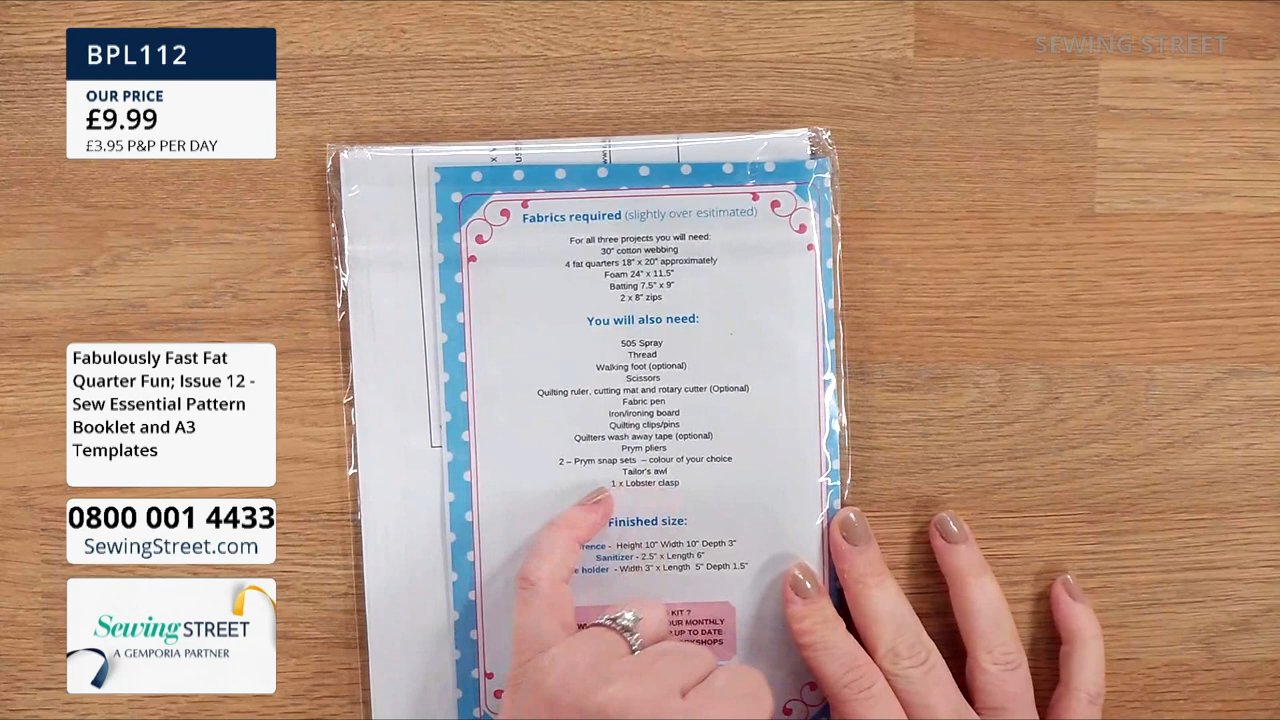 BPL112
OUR PRICE
£9.99
£3.95 P&P PER DAY
SEWING STREET
Fabrics required (slightly over esitimated)
For all three projects you will need:
30" cotton webbing
4 fat quarters 18" x 20" approximately
Foam 24" x 11.5"
Batting 7.5" x 9"
2 x 8" zips
You will also need:
505 Spray
Thread
Walking foot (optional)
Scissors
Quilting ruler, cutting mat and rotary cutter (Optional)
Fabric pen
Iron/ironing board
Quilting clips/pins
Quilters wash away tape (optional)
Prym pliers
2 – Prym snap sets – colour of your choice
Tailor's awl
1 x Lobster clasp
Finished size:
- Height 10" Width 10" Depth 3"
Sanitizer - 2.5" x Length 6"
holder - Width 3" x Length 5" Depth 1.5"
KIT ?
MONTHLY
UP TO DATE
Fabulously Fast Fat
Quarter Fun; Issue 12 -
Sew Essential Pattern
Booklet and A3
Templates
0800 001 4433
SewingStreet.com
Sewing STREET
A GEMPORIA PARTNER